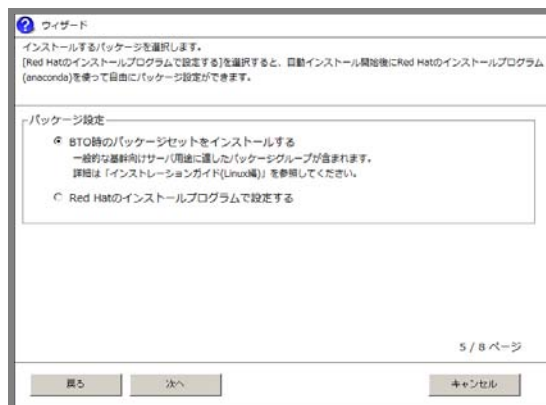 ウィザード
インストールするパッケージを選択します。
[Red Hatのインストールプログラムで設定する]を選択すると、自動インストール開始後にRed Hatのインストールプログラム
(anaconda)を使って自由にパッケージ設定ができます。
パッケージ設定
BTO時のパッケージセットをインストールする
一般的な基幹向けサーバ用途に適したパッケージグループが含まれます。
詳細は「インストレーションガイド(Linux編)」を参照してください。
Red Hatのインストールプログラムで設定する
5 / 8 ページ
戻る
次へ
キャンセル